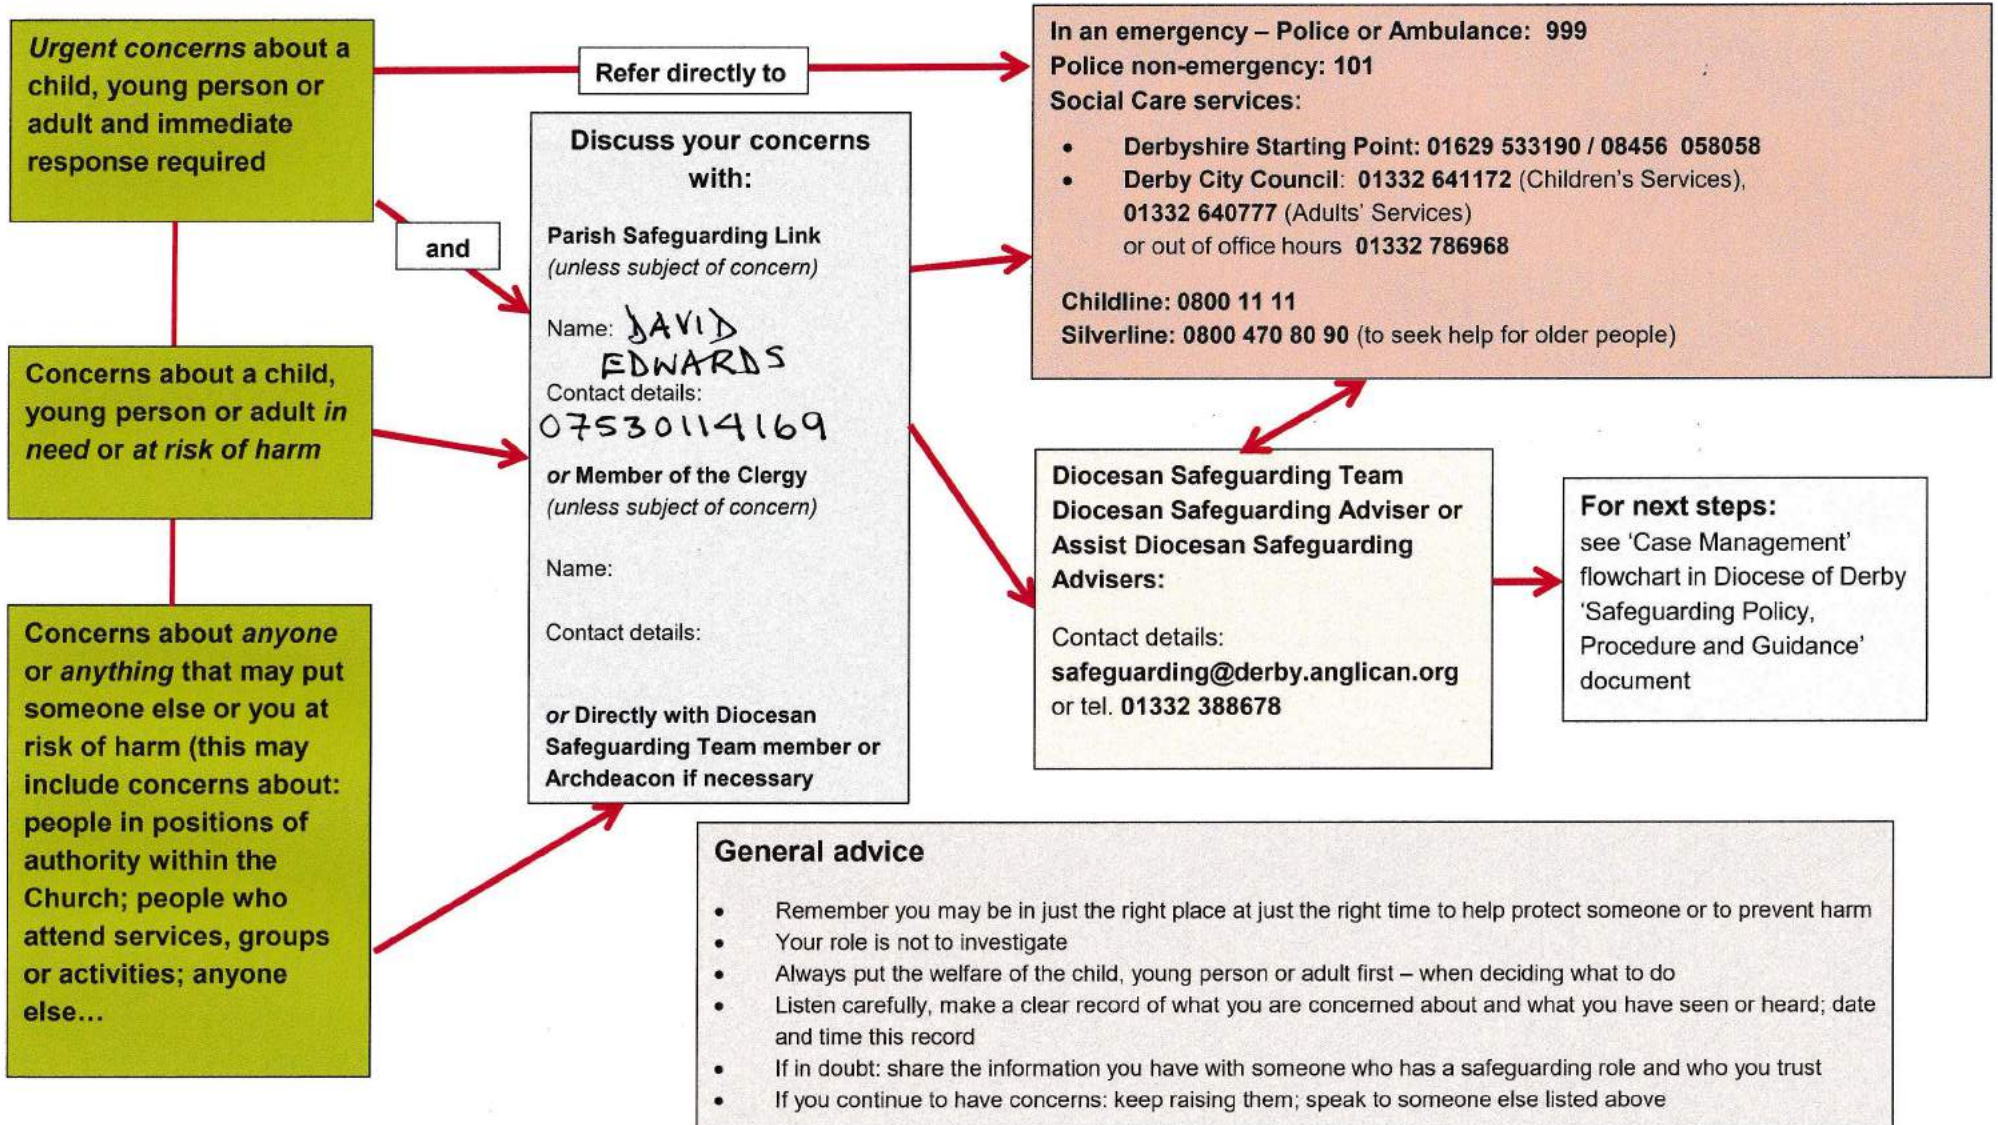 Urgent concerns about a
child, young person or
adult and immediate
response required
Refer directly to
and
In an emergency – Police or Ambulance: 999
Police non-emergency: 101
Social Care services:
• Derbyshire Starting Point: 01629 533190 / 08456 058058
• Derby City Council: 01332 641172 (Children's Services),
01332 640777 (Adults' Services)
or out of office hours 01332 786968
Childline: 0800 11 11
Silverline: 0800 470 80 90 (to seek help for older people)
Concerns about a child,
young person or adult in
need or at risk of harm
Concerns about anyone
or anything that may put
someone else or you at
risk of harm (this may
include concerns about:
people in positions of
authority within the
Church; people who
attend services, groups
or activities; anyone
else…
Discuss your concerns
with:
Parish Safeguarding Link
(unless subject of concern)
Name: DAVID
EDWARDS
Contact details:
07530114169
or Member of the Clergy
(unless subject of concern)
Name:
Contact details:
or Directly with Diocesan
Safeguarding Team member or
Archdeacon if necessary
Diocesan Safeguarding Team
Diocesan Safeguarding Adviser or
Assist Diocesan Safeguarding
Advisers:
Contact details:
safeguarding@derby.anglican.org
or tel. 01332 388678
For next steps:
see 'Case Management'
flowchart in Diocese of Derby
'Safeguarding Policy,
Procedure and Guidance'
document
General advice
• Remember you may be in just the right place at just the right time to help protect someone or to prevent harm
• Your role is not to investigate
• Always put the welfare of the child, young person or adult first – when deciding what to do
• Listen carefully, make a clear record of what you are concerned about and what you have seen or heard; date
and time this record
• If in doubt: share the information you have with someone who has a safeguarding role and who you trust
• If you continue to have concerns: keep raising them; speak to someone else listed above